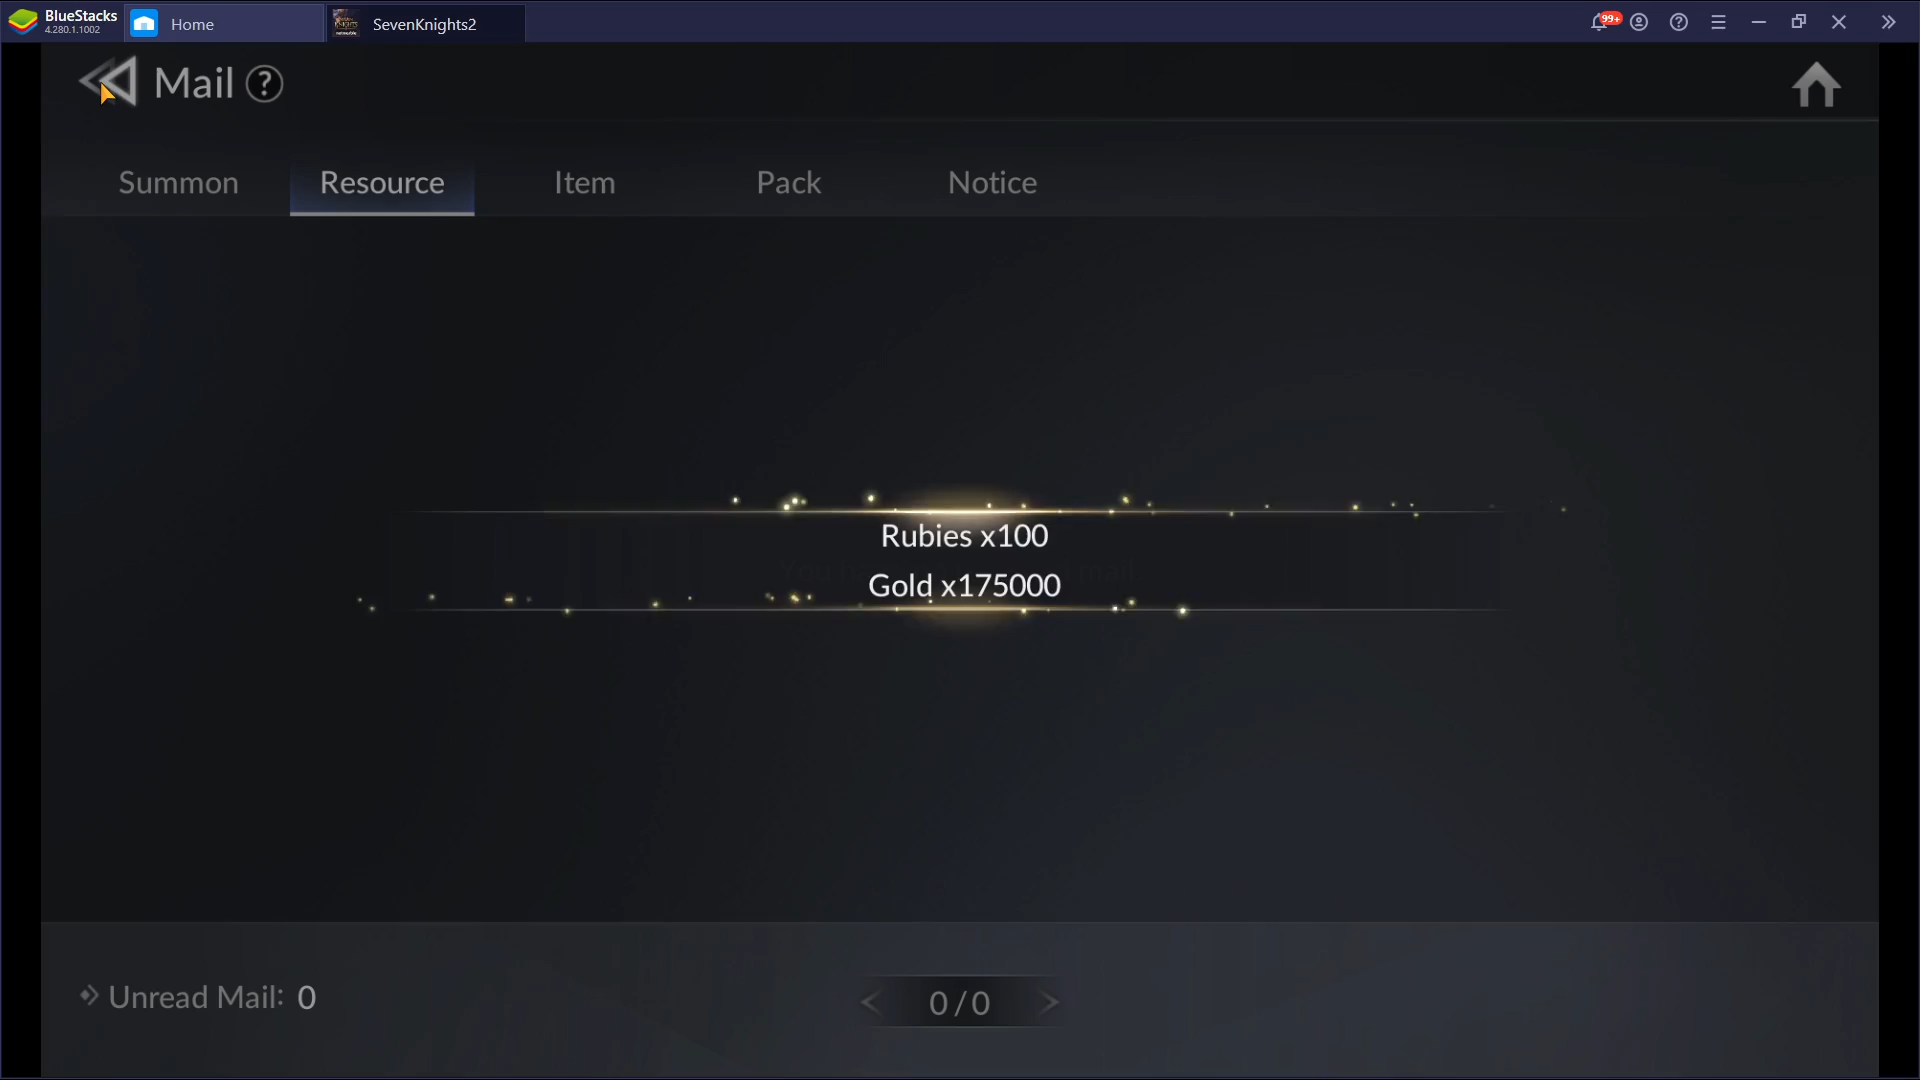 BlueStacks
4.280.1.1002
Home
SevenKnights2
99+
Mail ?
Summon
Resource
Item
Pack
Notice
Rubies x100
Gold x175000
Unread Mail: 0
0/0